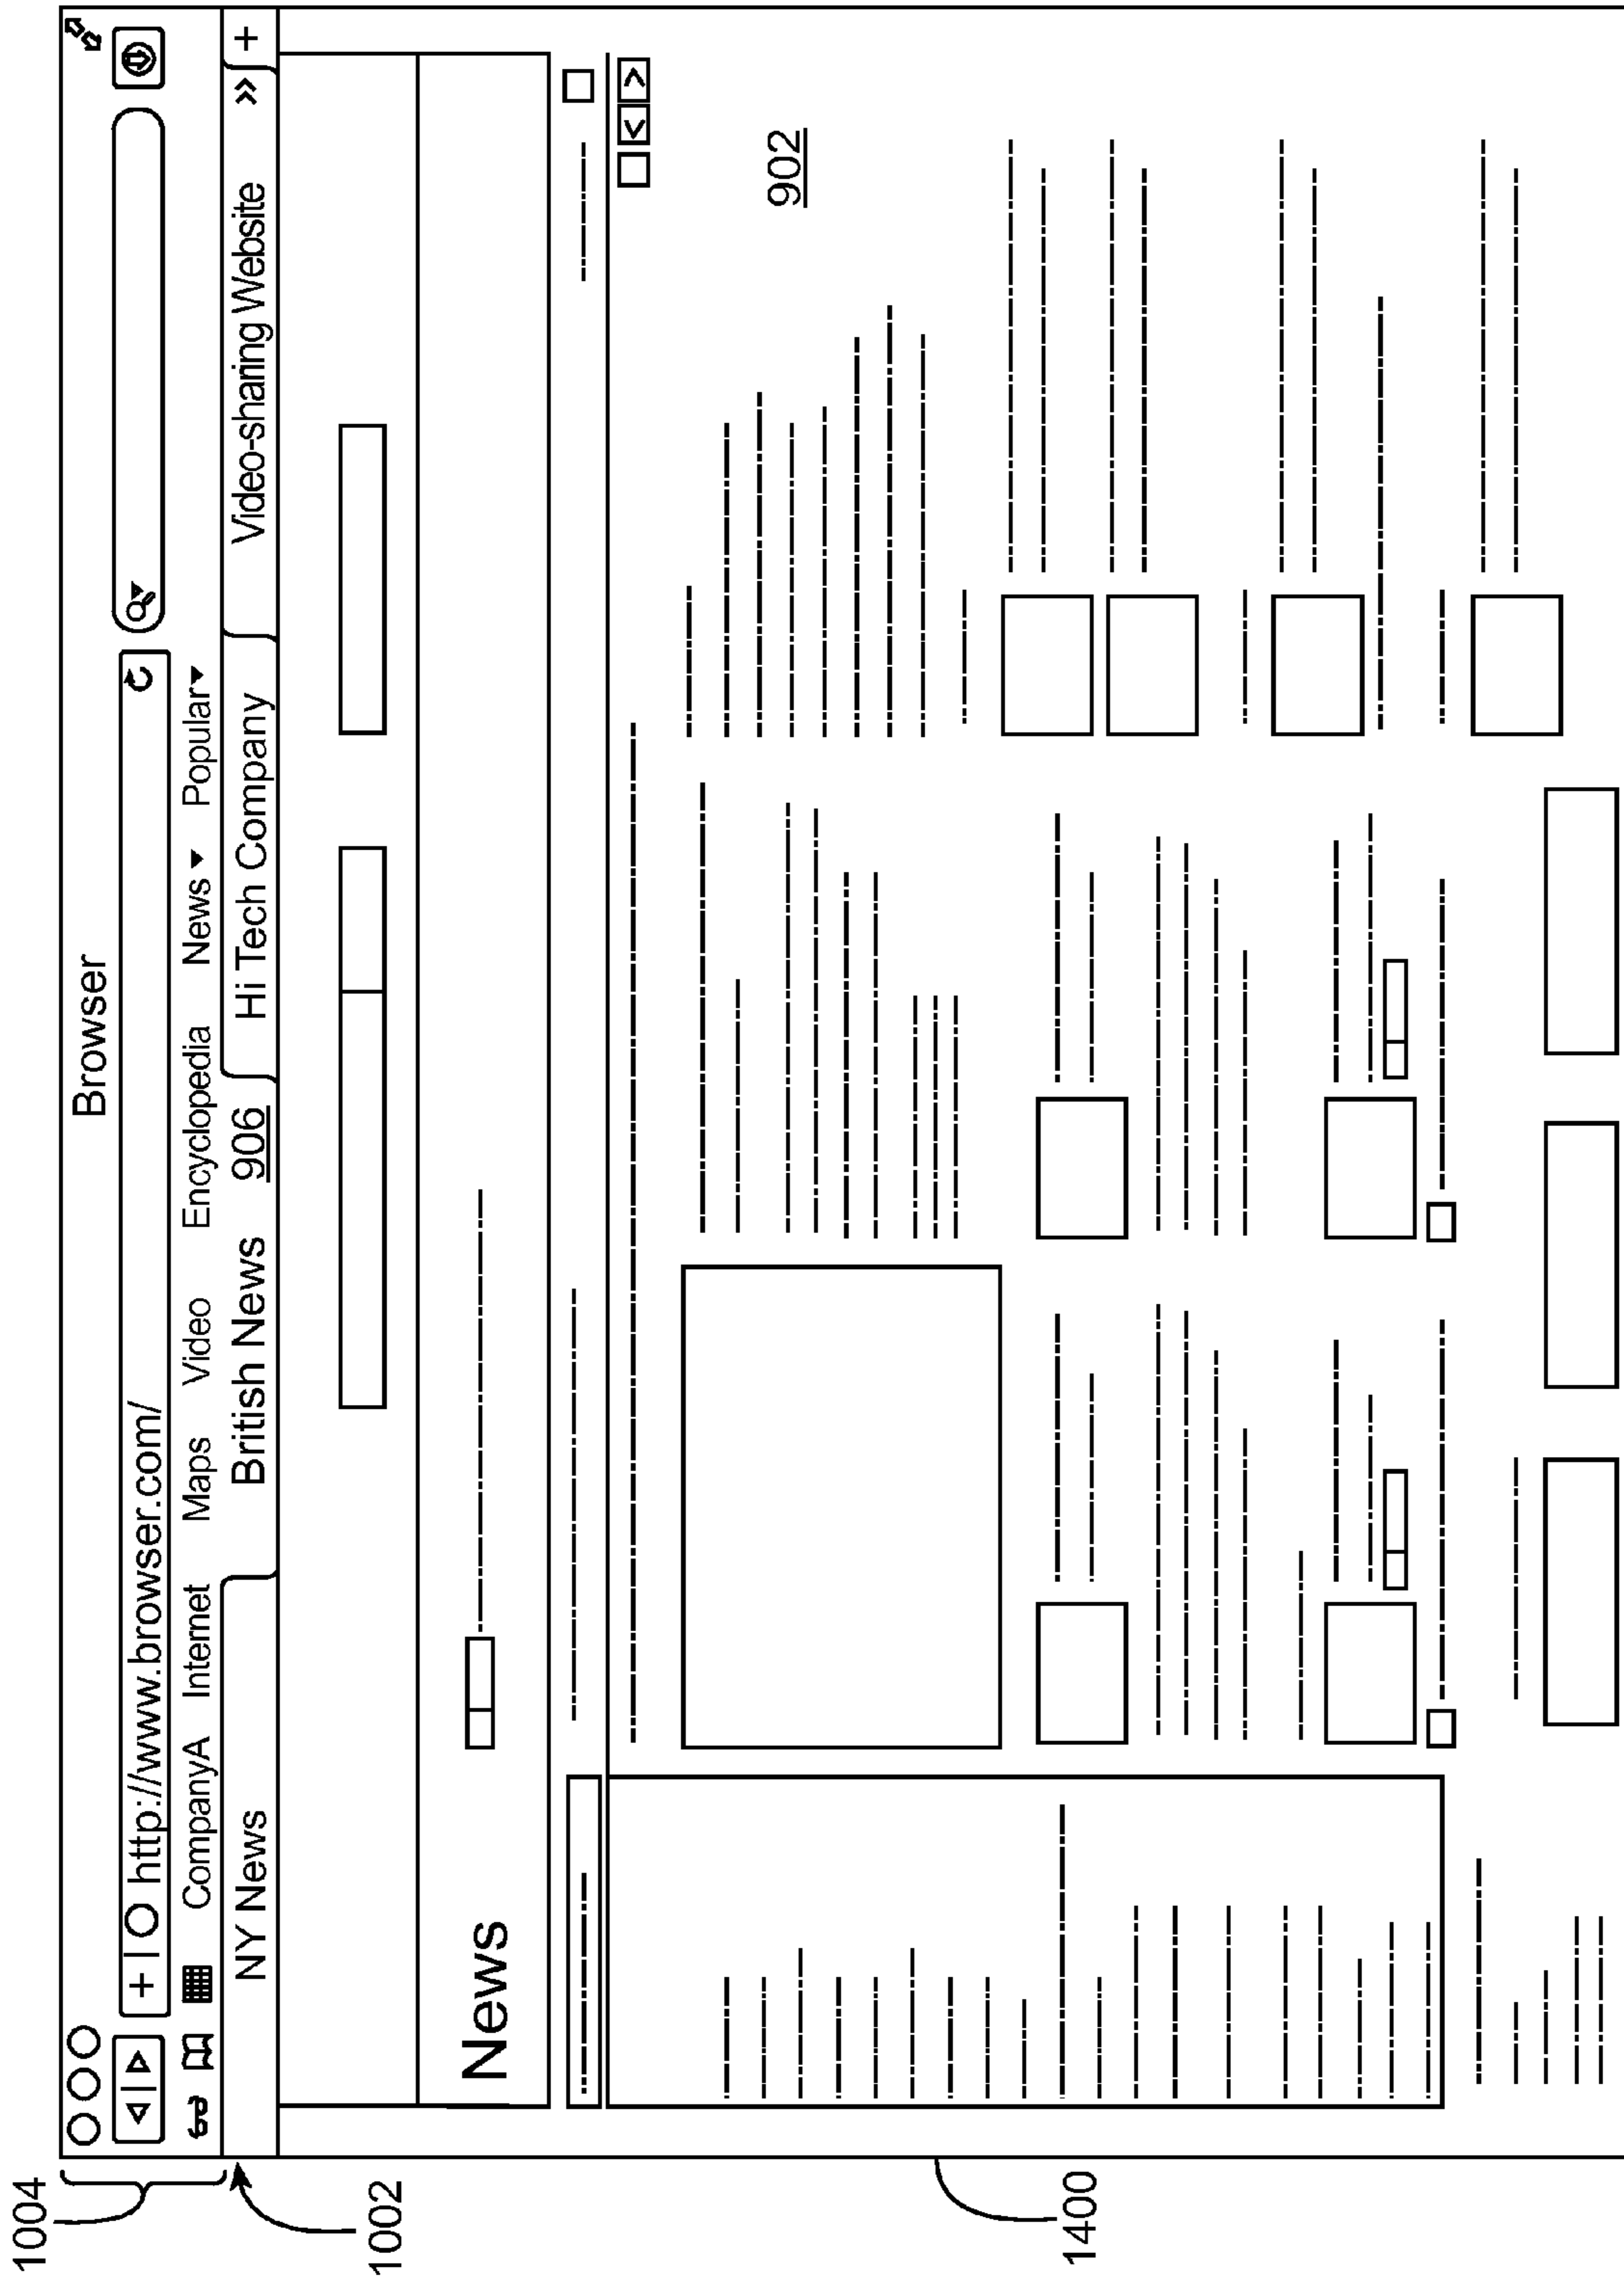 1004
Browser
+ | http://www.browser.com/
CompanyA Internet Maps Video Encyclopedia News Popular
1002
NY News
British News 906
Hi Tech Company
Video-sharing Website
»
+
News
< >
902
1400